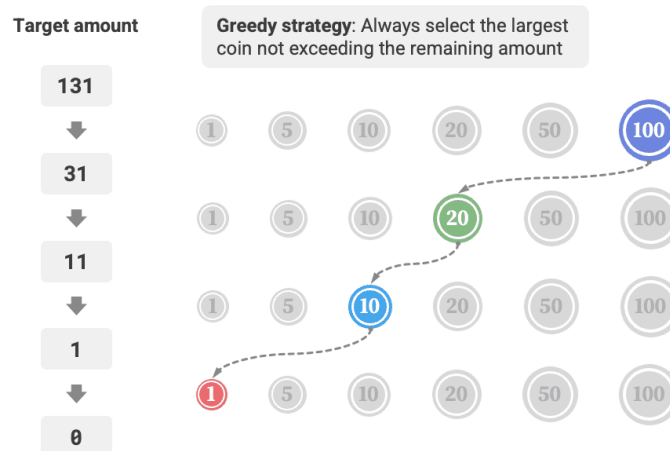 Target amount
Greedy strategy: Always select the largest
coin not exceeding the remaining amount
131
1 5 10 20 50 100
31
1 5 10 20 50 100
11
1 5 10 20 50 100
1
1 5 10 20 50 100
0